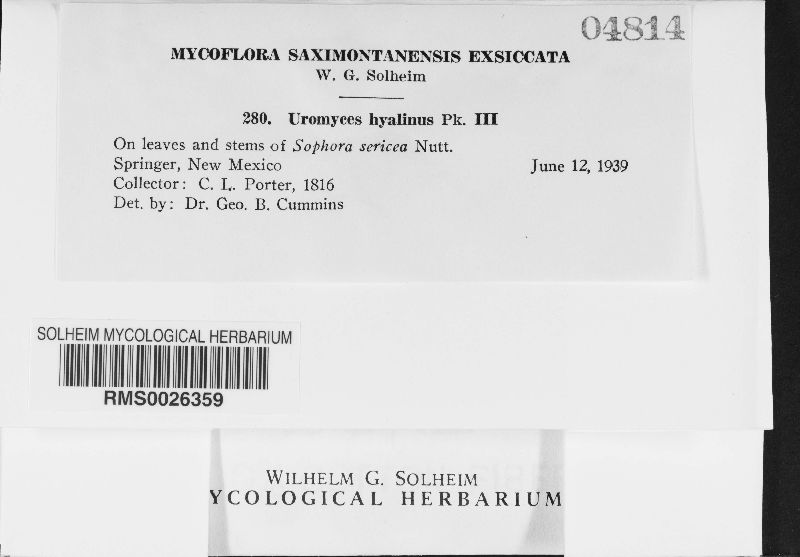 04814
MYCOFLORA SAXIMONTANENSIS EXSICCATA
W. G. Solheim
280. Uromyces hyalinus Pk. III
On leaves and stems of Sophora sericea Nutt.
Springer, New Mexico June 12, 1939
Collector: C. L. Porter, 1816
Det. by: Dr. Geo. B. Cummins
SOLHEIM MYCOLOGICAL HERBARIUM
RMS0026359
WILHELM G. SOLHEIM
YCOLOGICAL HERBARIUM